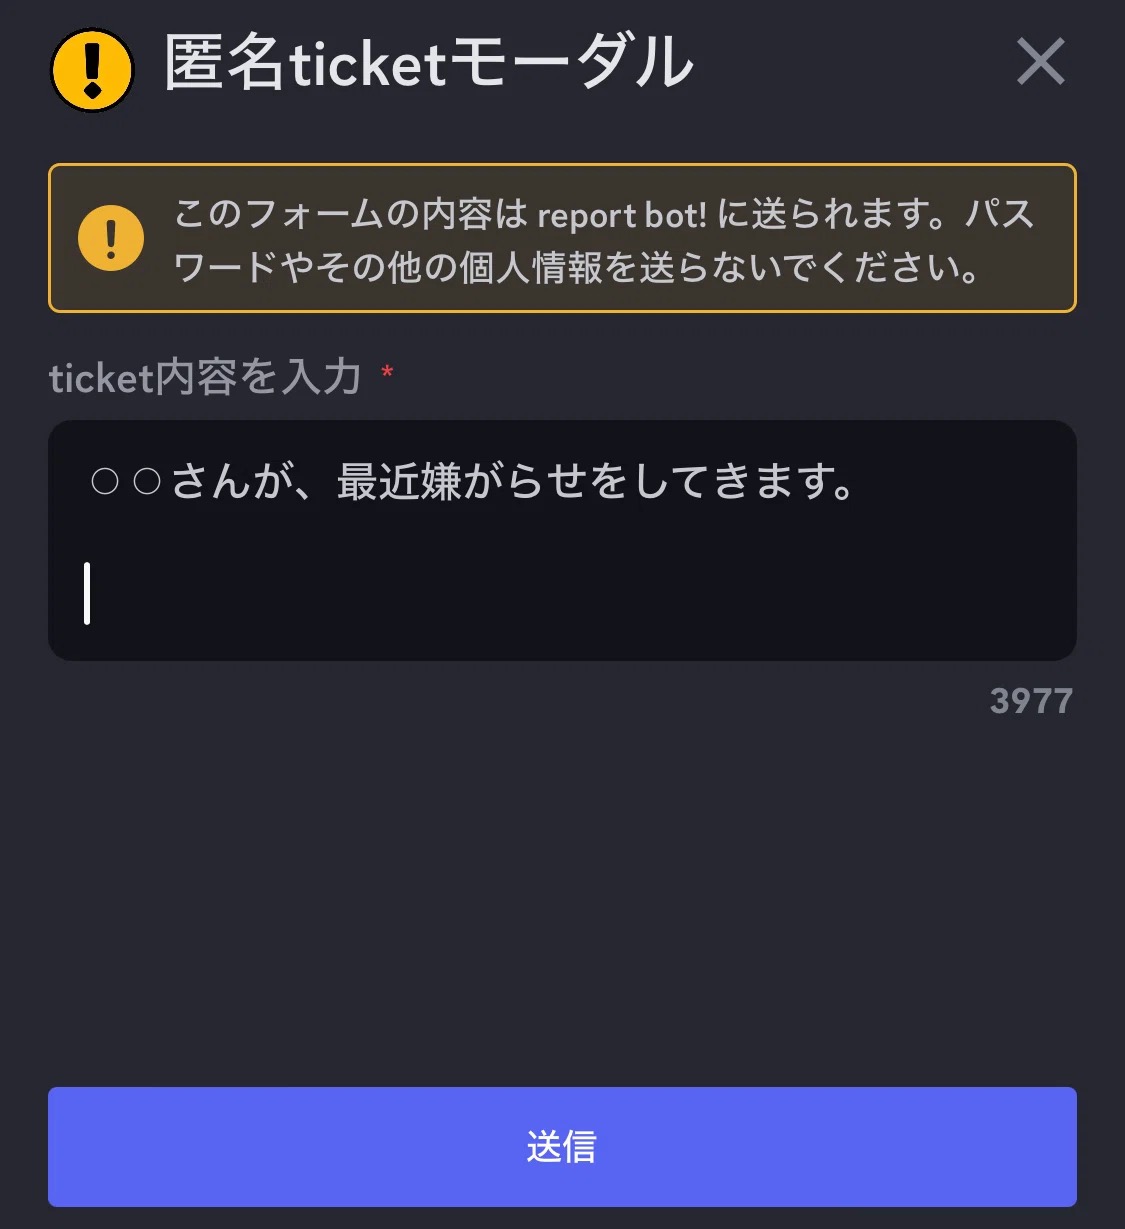 匿名ticketモーダル
このフォームの内容は report bot! に送られます。パス
ワードやその他の個人情報を送らないでください。
ticket内容を入力 *
○○さんが、最近嫌がらせをしてきます。
3977
送信